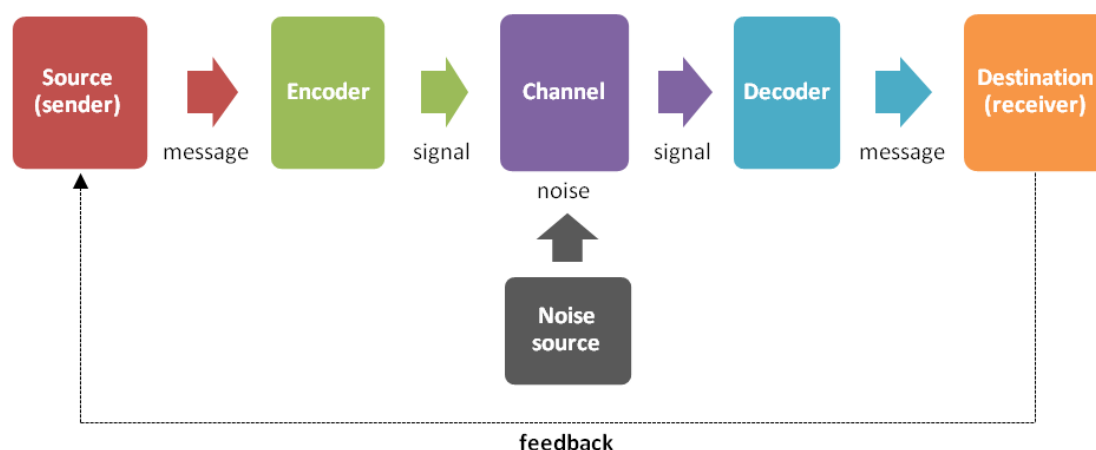 Source
(sender)
message
Encoder
signal
Channel
noise
signal
Decoder
message
Destination
(receiver)
Noise
source
feedback